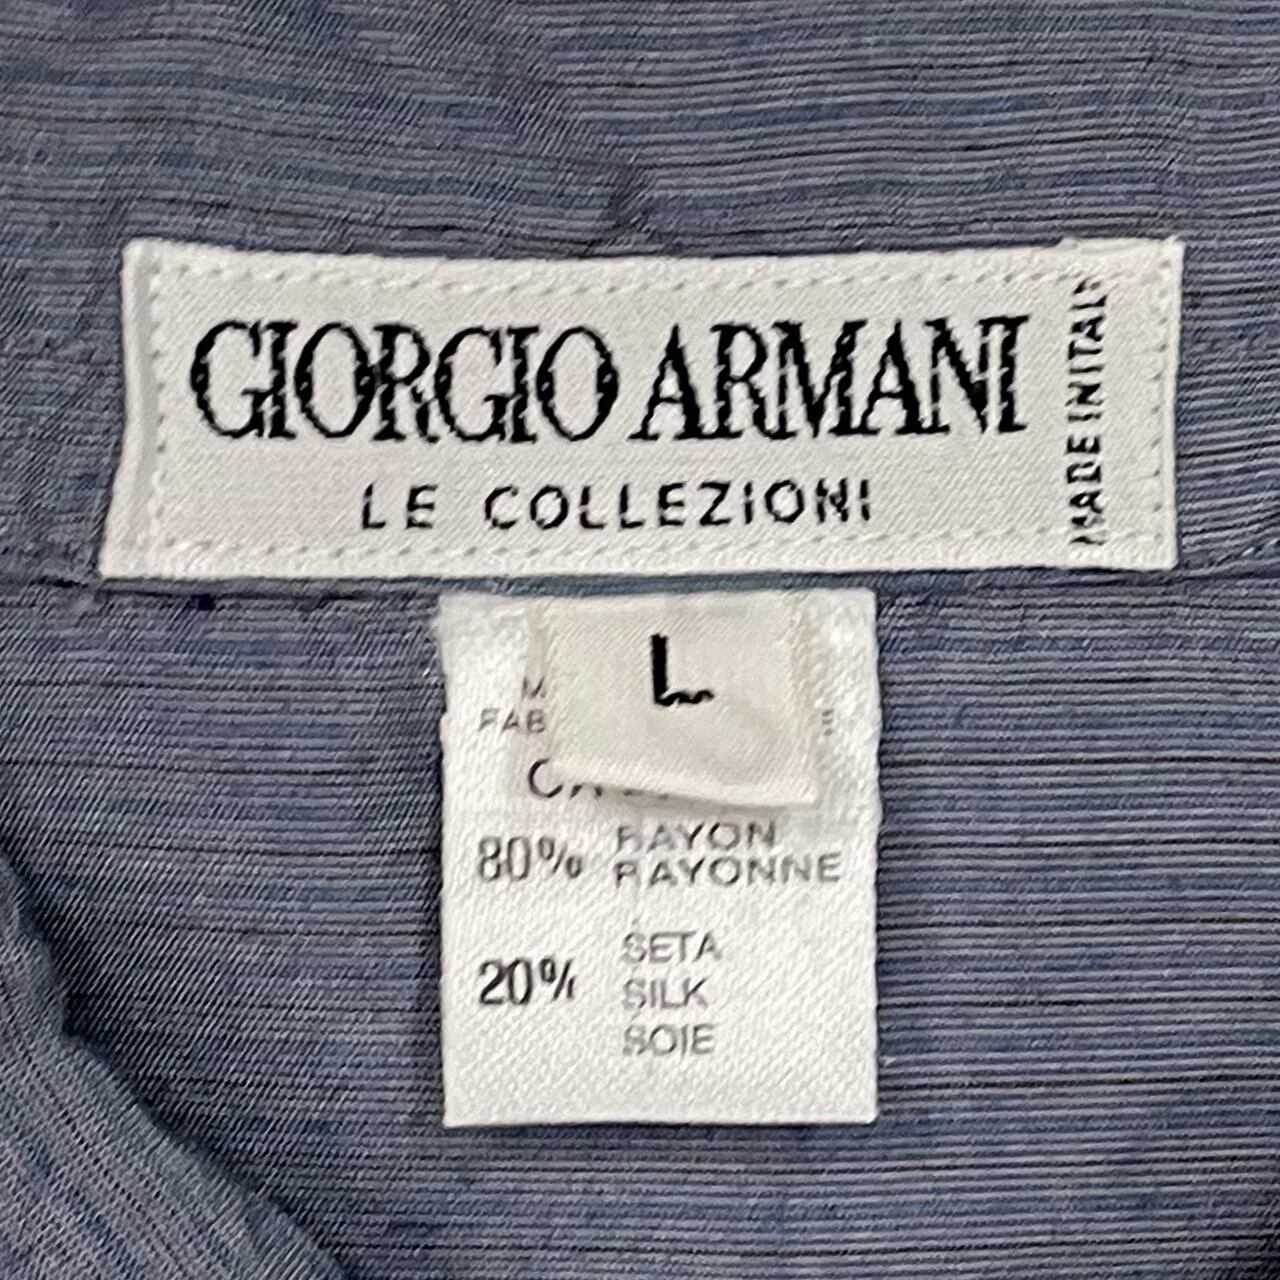 GIORGIO ARMANI
LE COLLEZIONI
MADE IN ITALY
L
80% RAYON
RAYONNE
20% SETA
SILK
SOIE